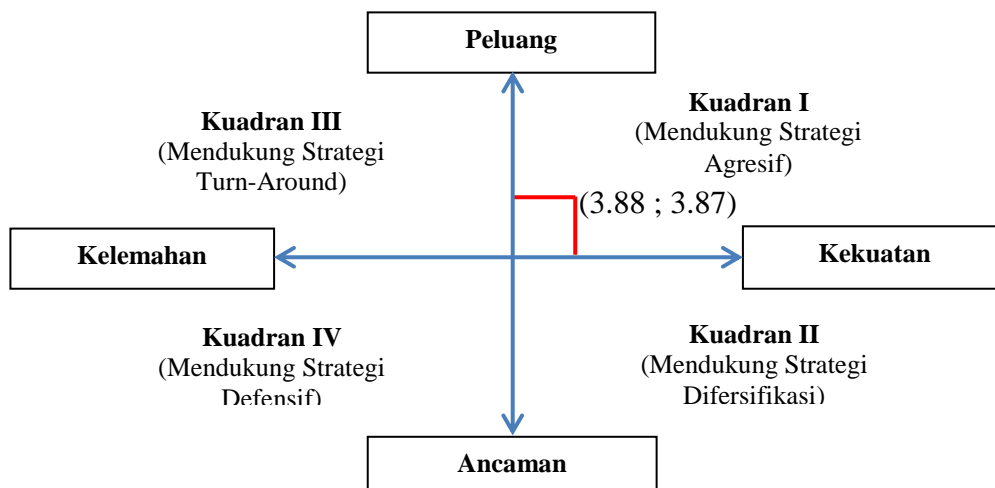 Peluang
Kuadran III
(Mendukung Strategi
Turn-Around)
Kuadran I
(Mendukung Strategi
Agresif)
(3.88 ; 3.87)
Kelemahan
Kekuatan
Kuadran IV
(Mendukung Strategi
Defensif)
Kuadran II
(Mendukung Strategi
Difersifikasi)
Ancaman